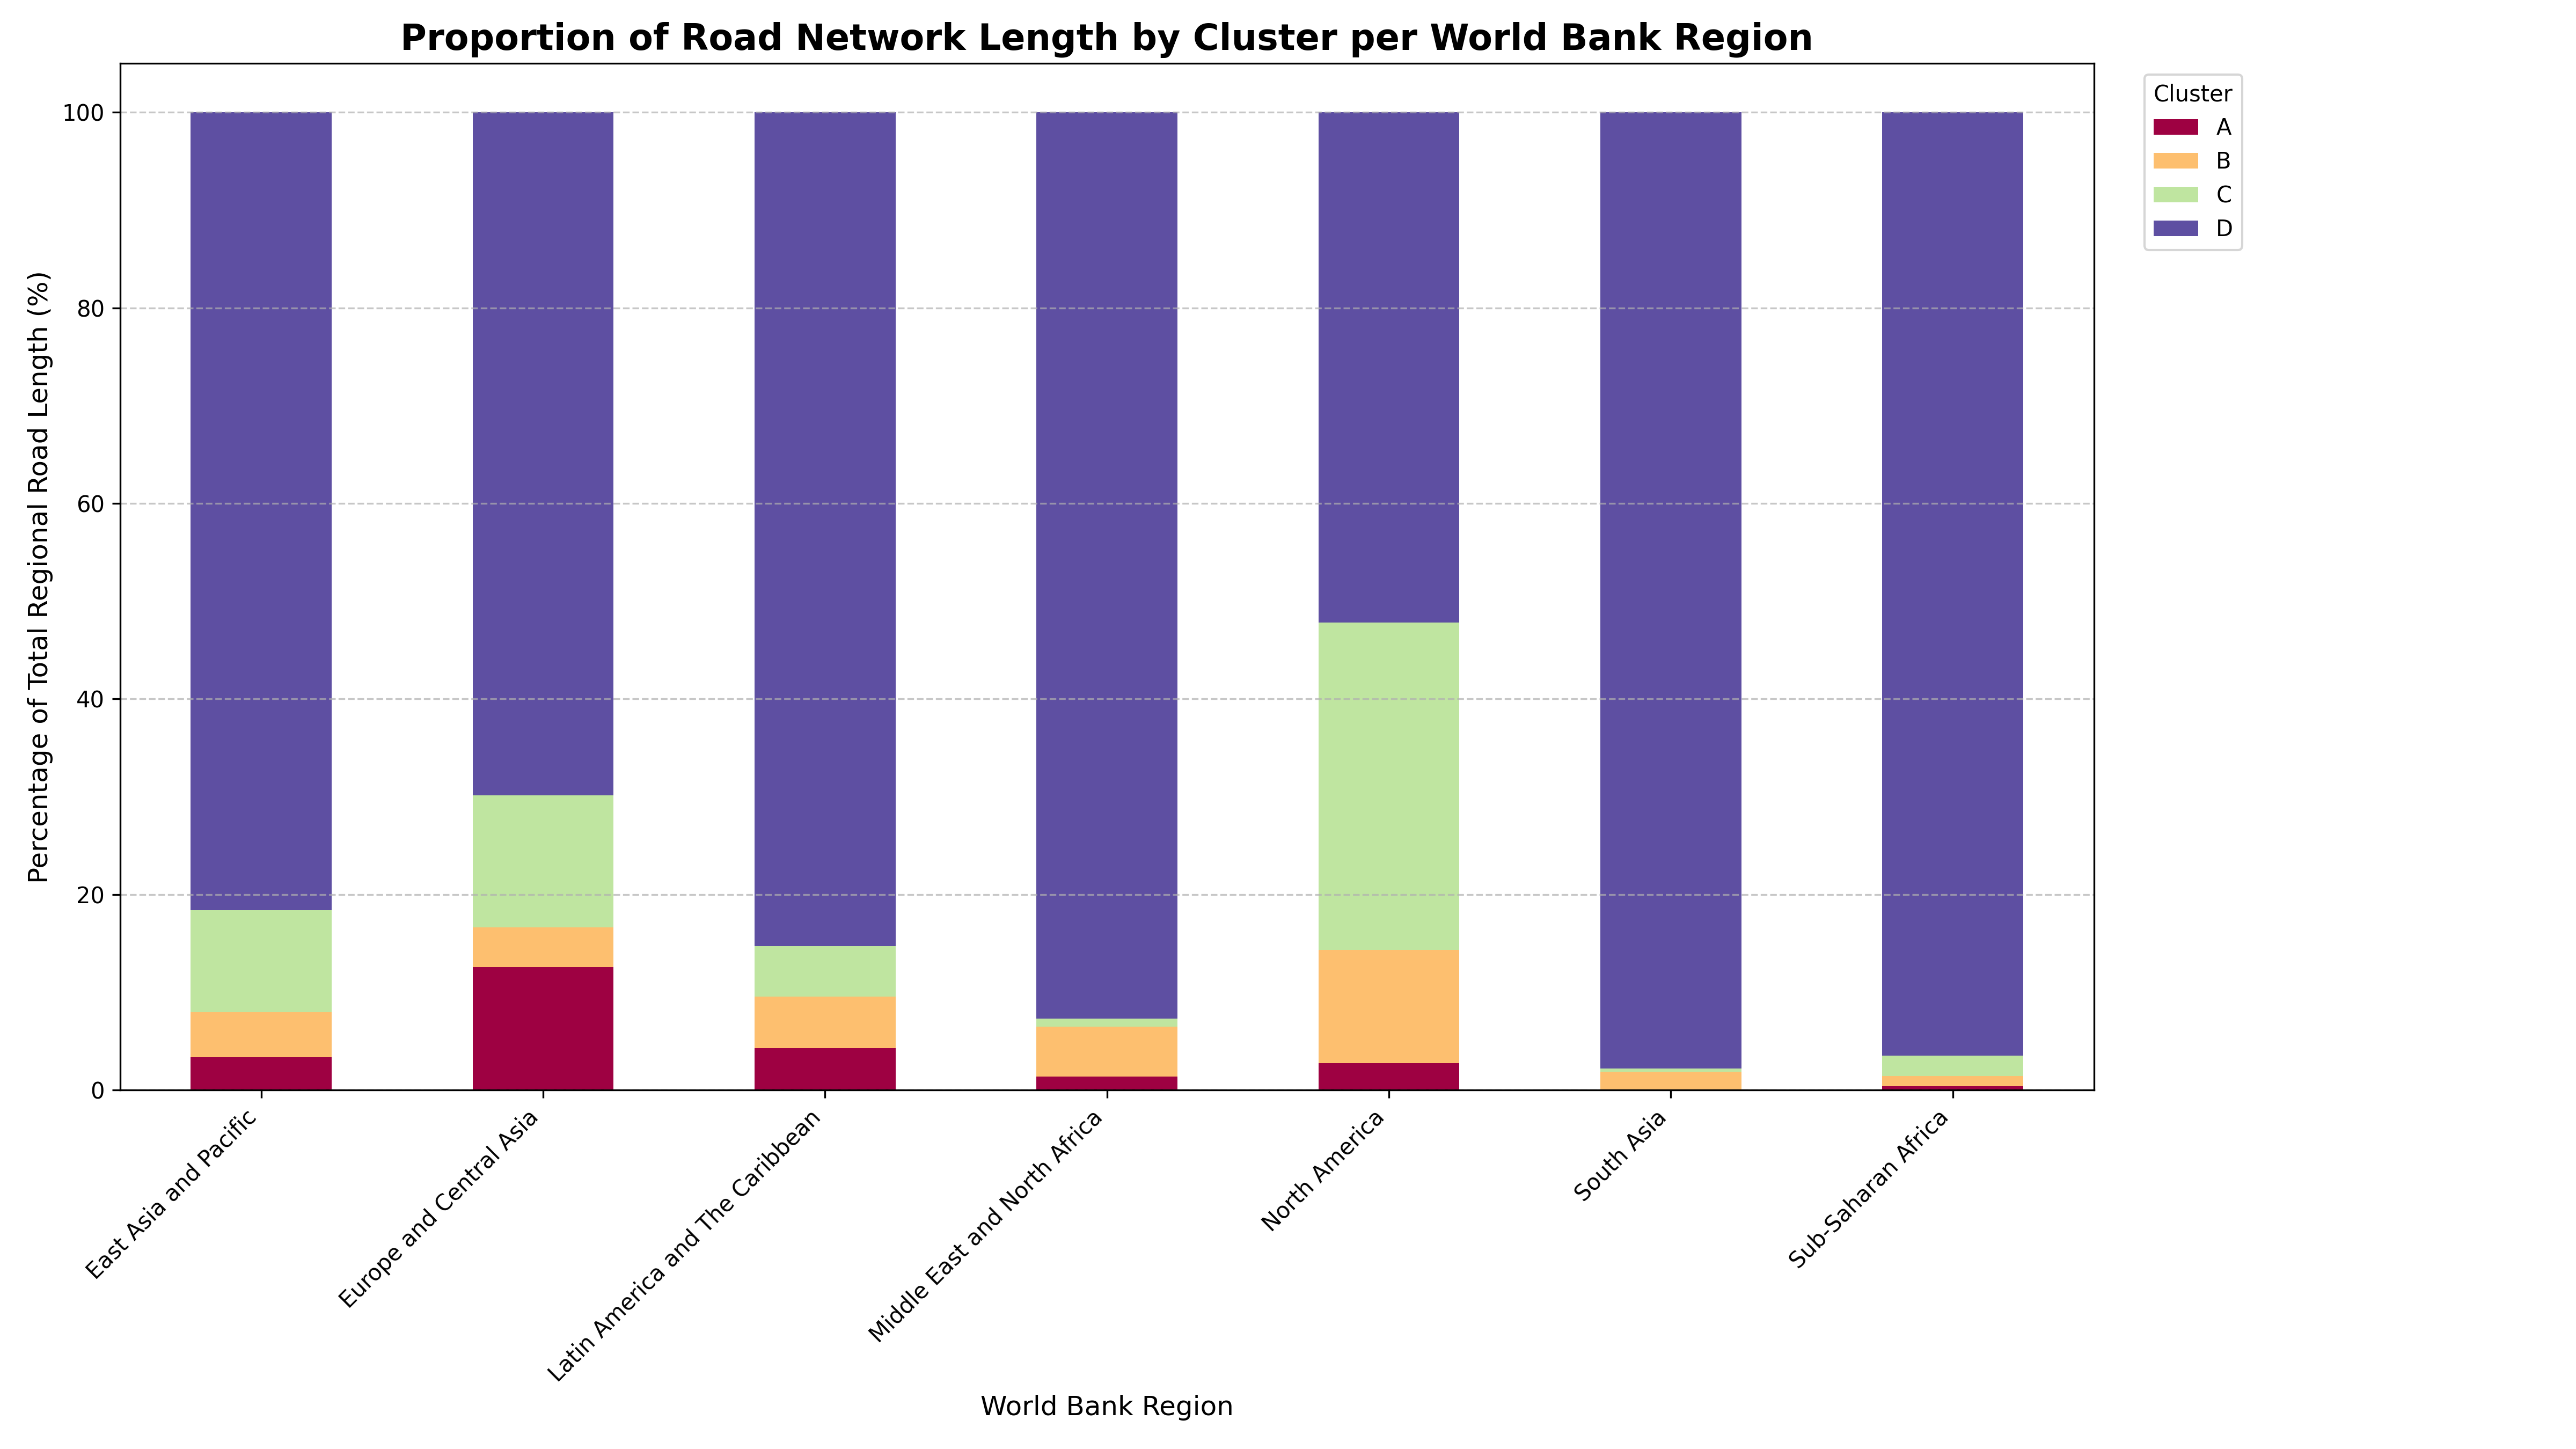 Proportion of Road Network Length by Cluster per World Bank Region
Percentage of Total Regional Road Length (%)
100
80
60
40
20
0
Cluster
A
B
C
D
East Asia and Pacific
Europe and Central Asia
Latin America and The Caribbean
Middle East and North Africa
North America
South Asia
Sub-Saharan Africa
World Bank Region